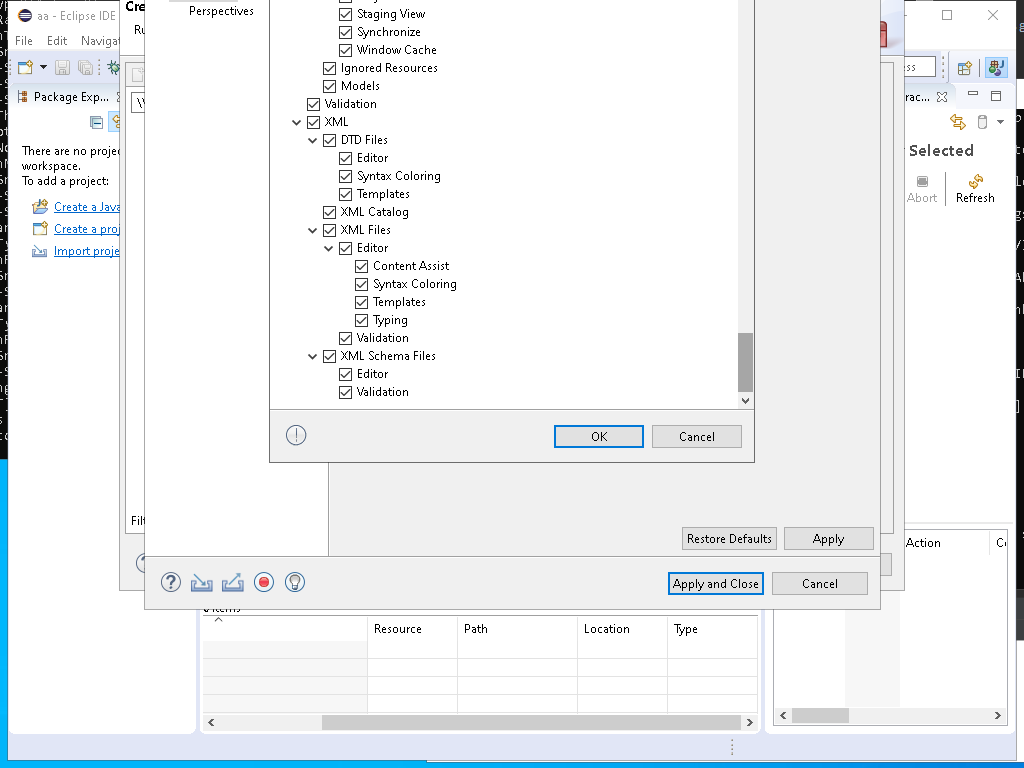 aa - Eclipse IDE
Cre
File Edit Navigat
Ru
Perspectives
Staging View
Synchronize
Window Cache
Ignored Resources
Models
Validation
XML
DTD Files
Editor
Syntax Coloring
Templates
XML Catalog
XML Files
Editor
Content Assist
Syntax Coloring
Templates
Typing
Validation
XML Schema Files
Editor
Validation
OK
Cancel
Package Exp...
There are no projec
workspace.
To add a project:
Create a Java
Create a proj
Import proje
Selected
Abort
Refresh
Filt
Restore Defaults
Apply
Apply and Close
Cancel
Action
Items
Resource
Path
Location
Type